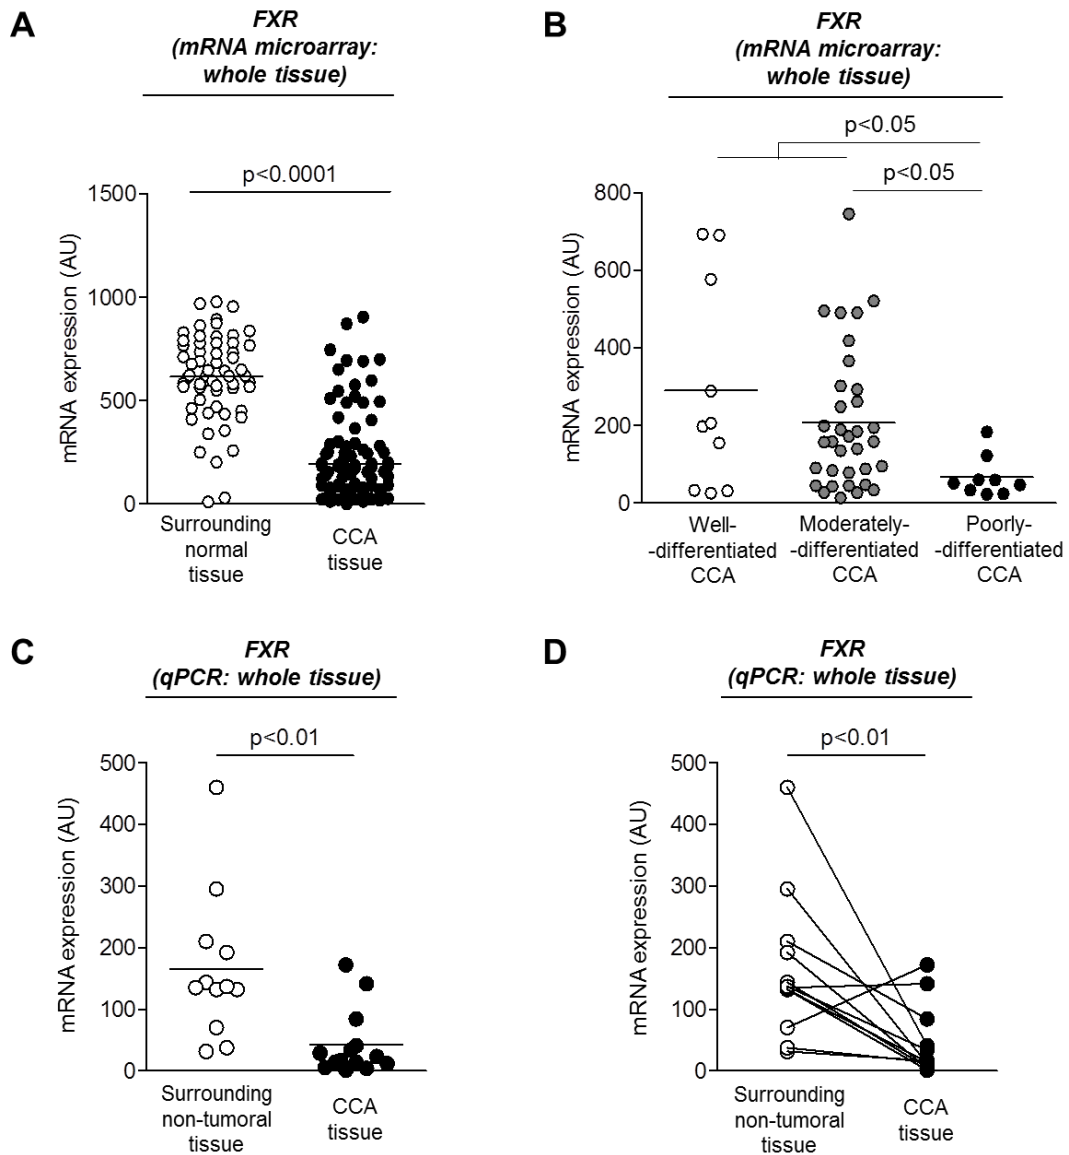 A
FXR
(mRNA microarray:
whole tissue)
p<0.0001
mRNA expression (AU)
1500
1000
500
0
Surrounding
normal
tissue
CCA
tissue
B
FXR
(mRNA microarray:
whole tissue)
p<0.05
p<0.05
mRNA expression (AU)
800
600
400
200
0
Well-
-differentiated
CCA
Moderately-
-differentiated
CCA
Poorly-
-differentiated
CCA
C
FXR
(qPCR: whole tissue)
p<0.01
mRNA expression (AU)
500
400
300
200
100
0
Surrounding
non-tumoral
tissue
CCA
tissue
D
FXR
(qPCR: whole tissue)
p<0.01
mRNA expression (AU)
500
400
300
200
100
0
Surrounding
non-tumoral
tissue
CCA
tissue